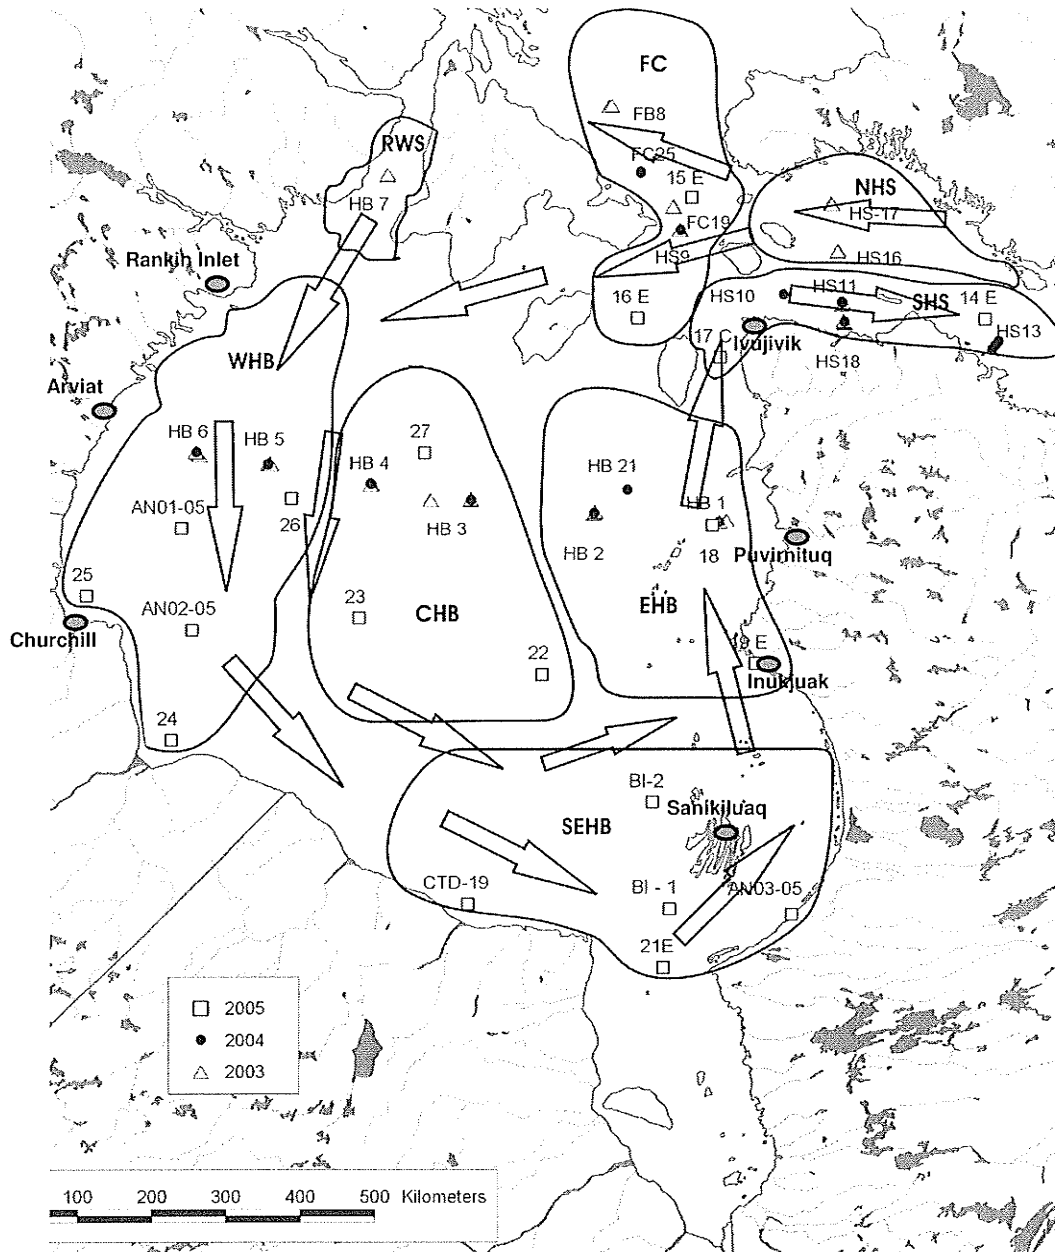 FC
FB8
RWS
FC25
15 E
NHS
HB 7
FC19
HS-17
HS9
HS16
Rankin Inlet
16 E
HS10
HS11
SHS
14 E
HS13
17 C
Ivujivik
WHB
HS18
Arviat
HB 6
HB 5
27
HB 4
HB 21
AN01-05
26
HB 3
HB 1
HB 2
18
Puvirnituq
25
AN02-05
23
CHB
EHB
Churchill
22
19 E
Inukjuak
24
BI-2
Sanikiluaq
SEHB
CTD-19
BI - 1
AN03-05
21E
2005
2004
2003
100 200 300 400 500 Kilometers